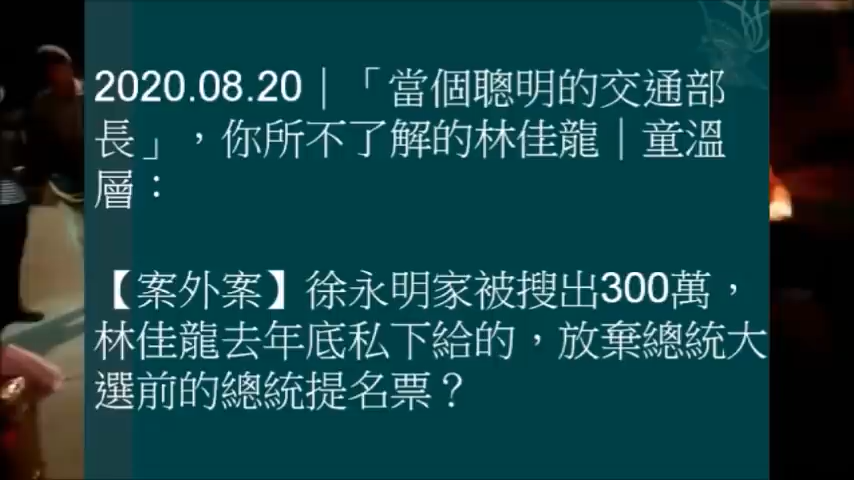 2020.08.20｜「當個聰明的交通部
長」，你所不了解的林佳龍｜童溫
層：
【案外案】徐永明家被搜出300萬，
林佳龍去年底私下給的，放棄總統大
選前的總統提名票？